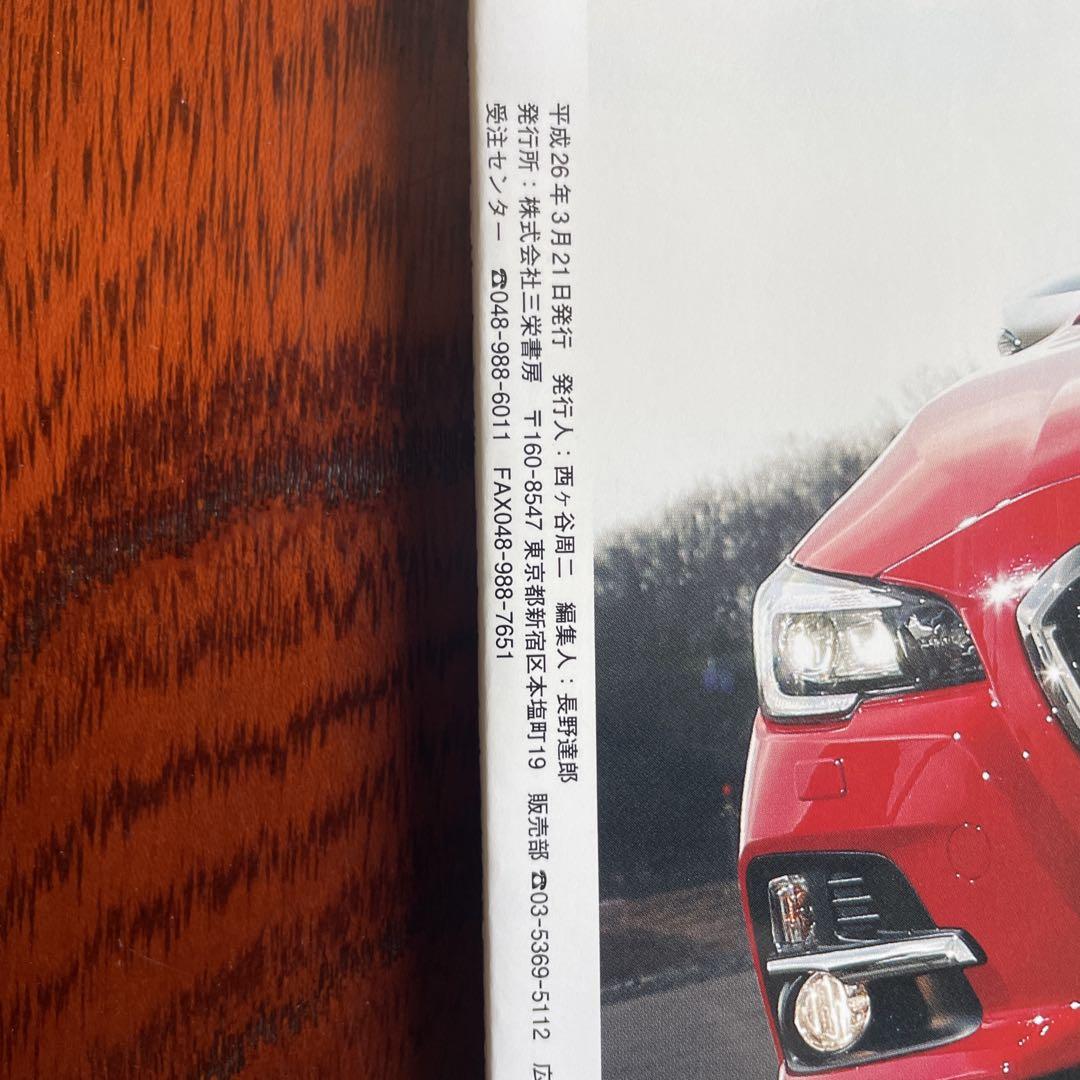 平成26年3月21日発行　発行人：西ヶ谷周二　編集人：長野達郎
発行所：株式会社三栄書房　〒160-8547 東京都新宿区本塩町19　販売部 ☎03-5369-5112　広
受注センター　☎048-988-6011　FAX048-988-7651